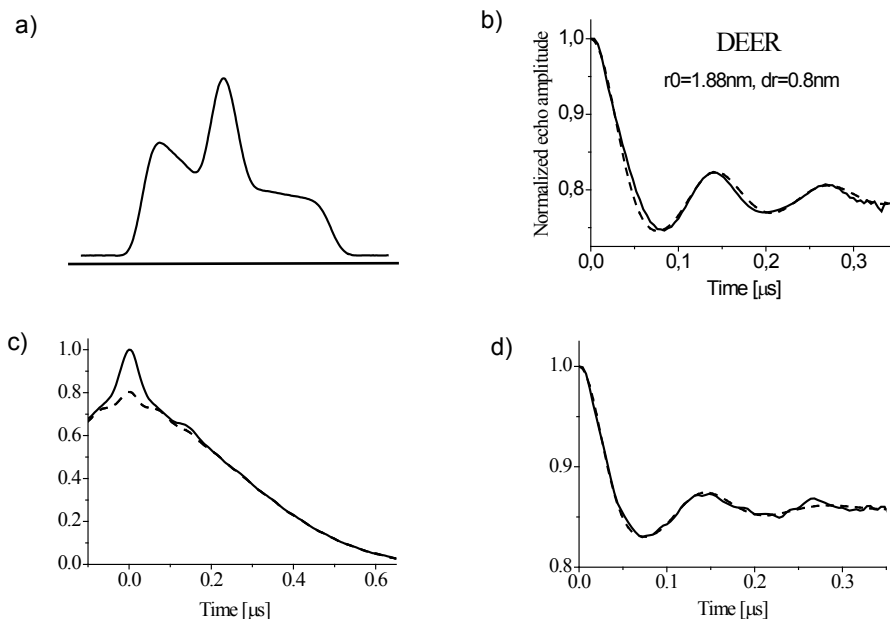 a)
b)
DEER
r0=1.88nm, dr=0.8nm
Normalized echo amplitude
1,0
0,9
0,8
0,0 0,1 0,2 0,3
Time [µs]
c)
1.0
0.8
0.6
0.4
0.2
0.0
0.0 0.2 0.4 0.6
Time [µs]
d)
1.0
0.9
0.8
0.0 0.1 0.2 0.3
Time [µs]